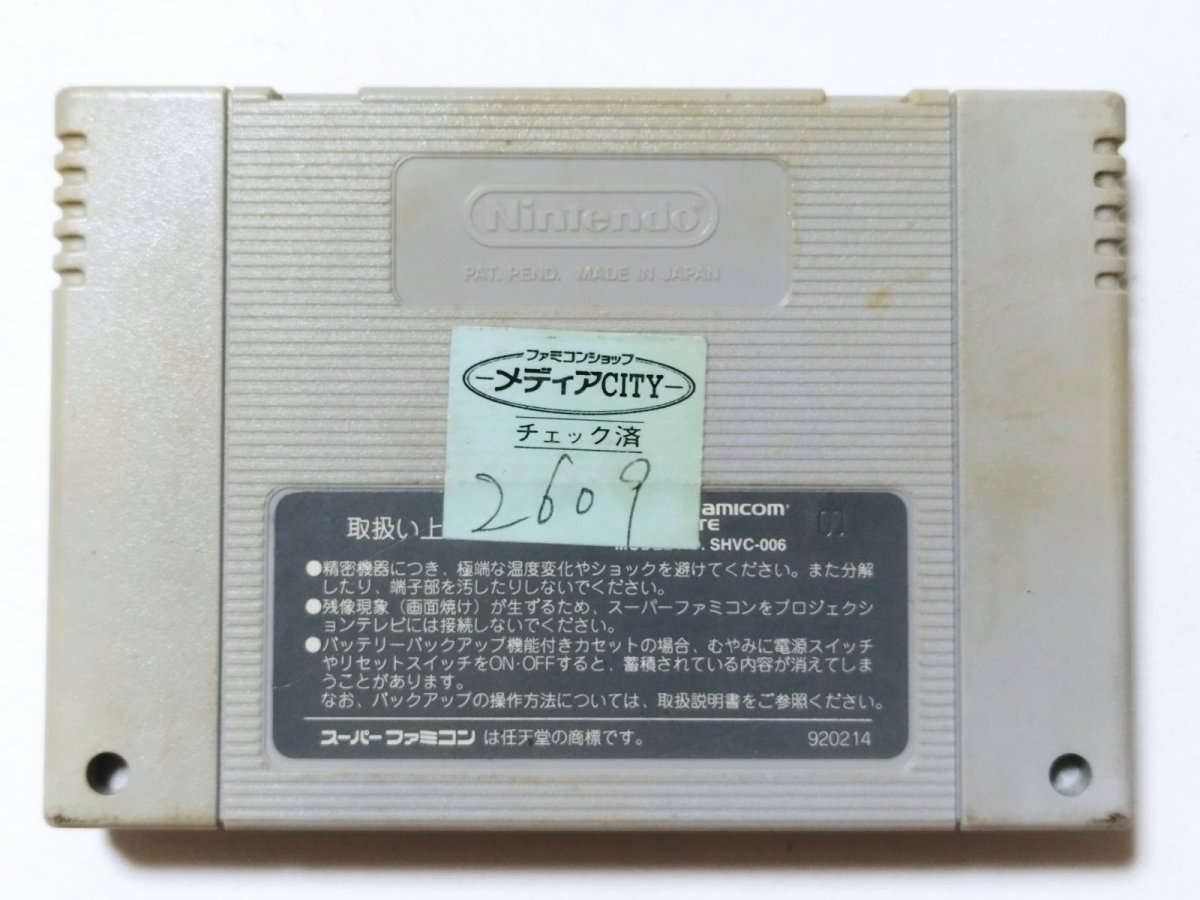 Nintendo
PAT. PEND. MADE IN JAPAN
ファミコンショップ
メディアCITY
チェック済
2609
取扱い上
SHVC-006
●精密機器につき、極端な温度変化やショックを避けてください。また分解
したり、端子部を汚したりしないでください。
●残像現象（画面焼け）が生ずるため、スーパーファミコンをプロジェクシ
ョンテレビには接続しないでください。
●バッテリーバックアップ機能付きカセットの場合、むやみに電源スイッチ
やリセットスイッチをON・OFFすると、蓄積されている内容が消えてしま
うことがあります。
なお、バックアップの操作方法については、取扱説明書をご参照ください。
スーパーファミコン は任天堂の商標です。 920214